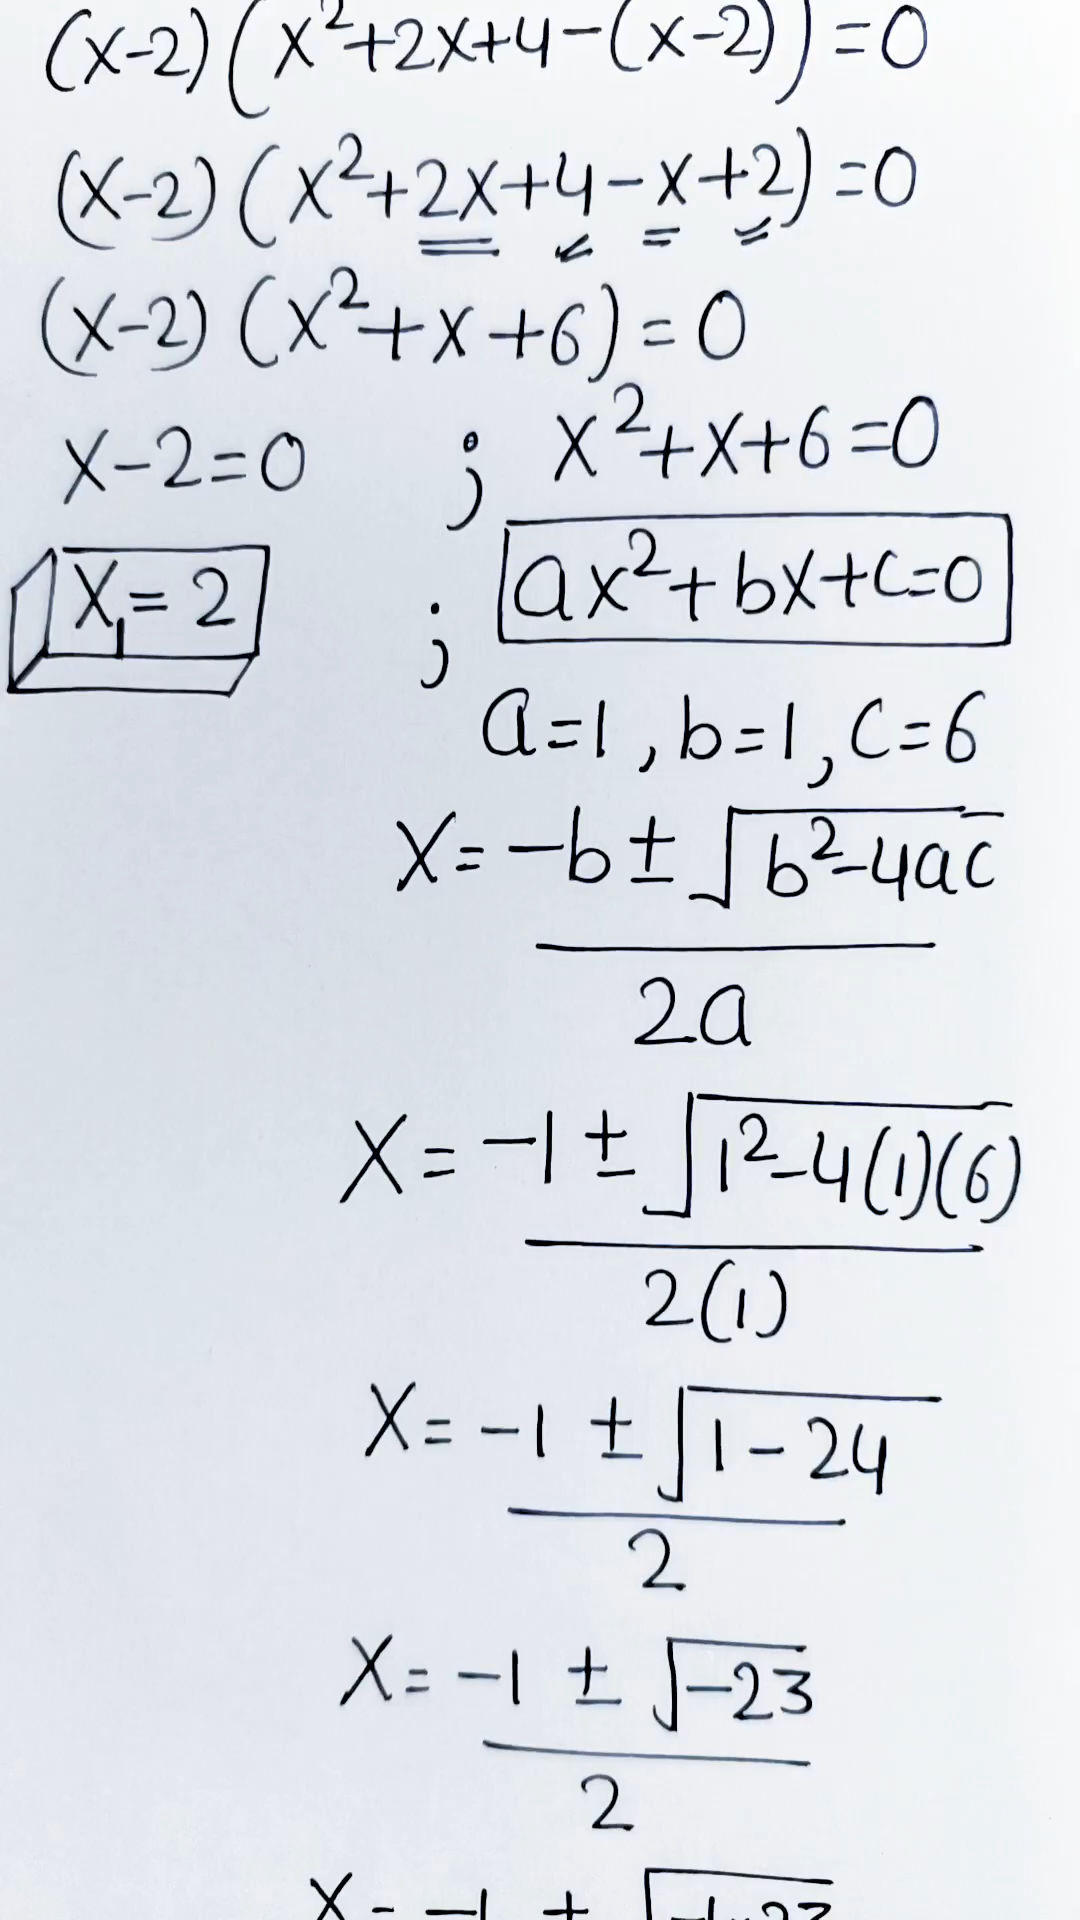 (x-2)(x²+2x+4-(x-2))=0
(x-2)(x²+2x+4-x+2)=0
(x-2)(x²+x+6)=0
x-2=0 ; x²+x+6=0
x₁=2 ; ax²+bx+c=0
a=1, b=1, c=6
x= -b±√b²-4ac
2a
x= -1±√1²-4(1)(6)
2(1)
x= -1±√1-24
2
x= -1±√-23
2